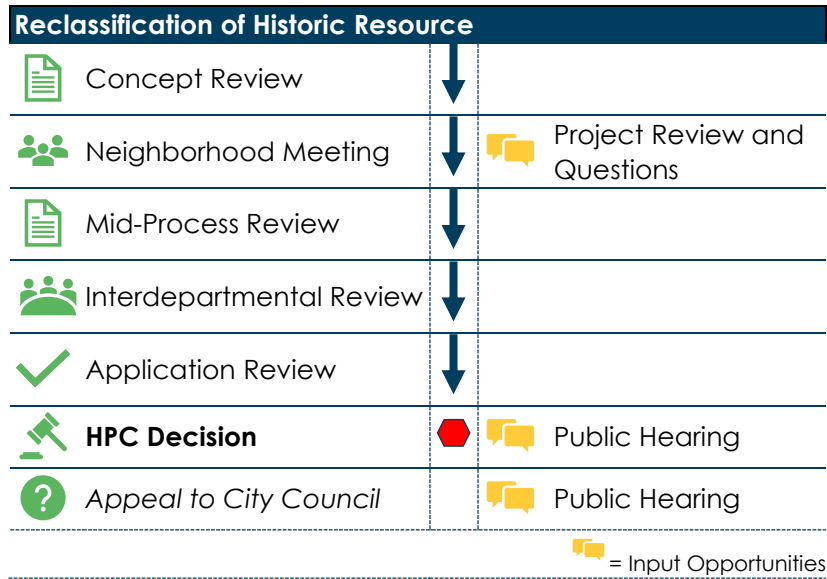 Reclassification of Historic Resource
Concept Review
Neighborhood Meeting
Project Review and
Questions
Mid-Process Review
Interdepartmental Review
Application Review
HPC Decision
Public Hearing
?
Appeal to City Council
Public Hearing
= Input Opportunities